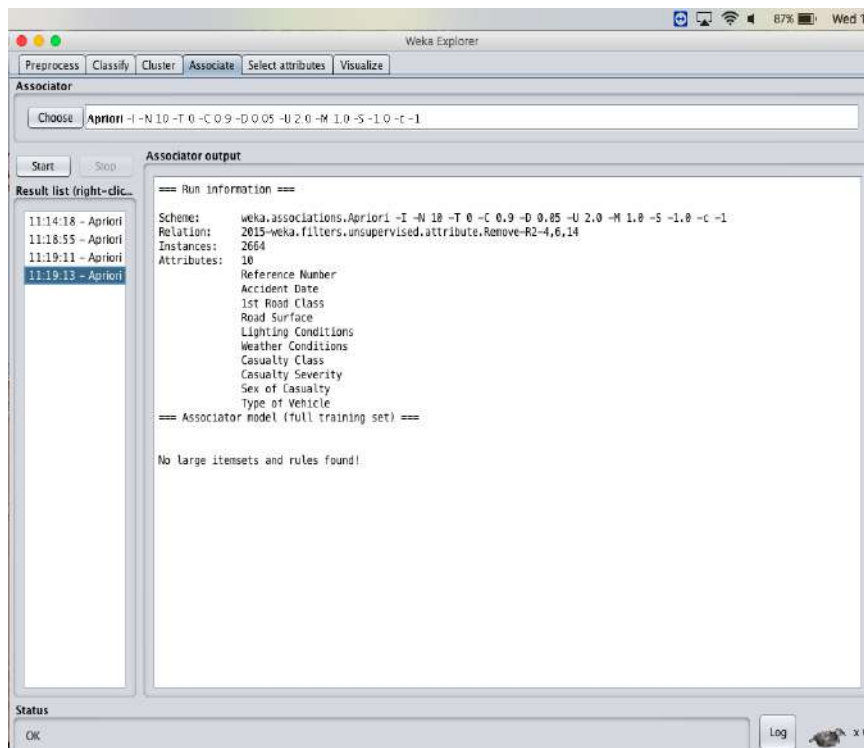 87% Wed 1
Weka Explorer
Preprocess Classify Cluster Associate Select attributes Visualize
Associator
Choose Apriori -I -N 10 -T 0 -C 0.9 -D 0.05 -U 2.0 -M 1.0 -S -1.0 -c -1
Start Stop
Associator output
Result list (right-clic...
11:14:18 - Apriori
11:18:55 - Apriori
11:19:11 - Apriori
11:19:13 - Apriori
=== Run information ===
Scheme: weka.associations.Apriori -I -N 10 -T 0 -C 0.9 -D 0.05 -U 2.0 -M 1.0 -S -1.0 -c -1
Relation: 2015-weka.filters.unsupervised.attribute.Remove-R2-4,6,14
Instances: 2664
Attributes: 10
Reference Number
Accident Date
1st Road Class
Road Surface
Lighting Conditions
Weather Conditions
Casualty Class
Casualty Severity
Sex of Casualty
Type of Vehicle
=== Associator model (full training set) ===
No large itemsets and rules found!
Status
OK
Log
x